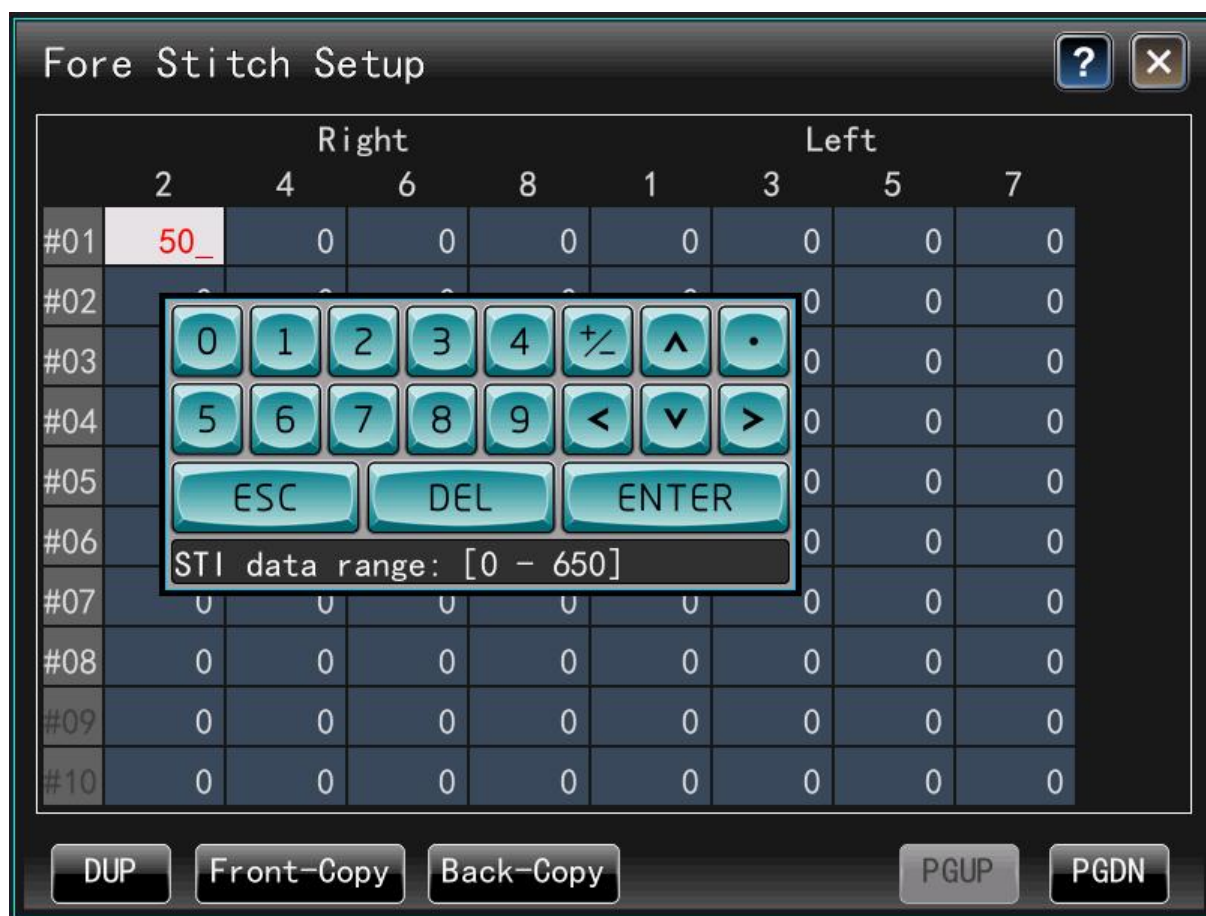 Fore Stitch Setup ? ×
Right Left
2 4 6 8 1 3 5 7
#01 50_ 0 0 0 0 0 0 0
#02 0 0 0
0 1 2 3 4 +/- ∧ •
#03 0 0 0
5 6 7 8 9 < ∨ >
#04 0 0 0
#05 0 0 0
ESC DEL ENTER
#06 0 0 0
STI data range: [0 - 650]
#07 0 0 0 0 0 0 0 0
#08 0 0 0 0 0 0 0 0
#09 0 0 0 0 0 0 0 0
#10 0 0 0 0 0 0 0 0
DUP Front-Copy Back-Copy PGUP PGDN